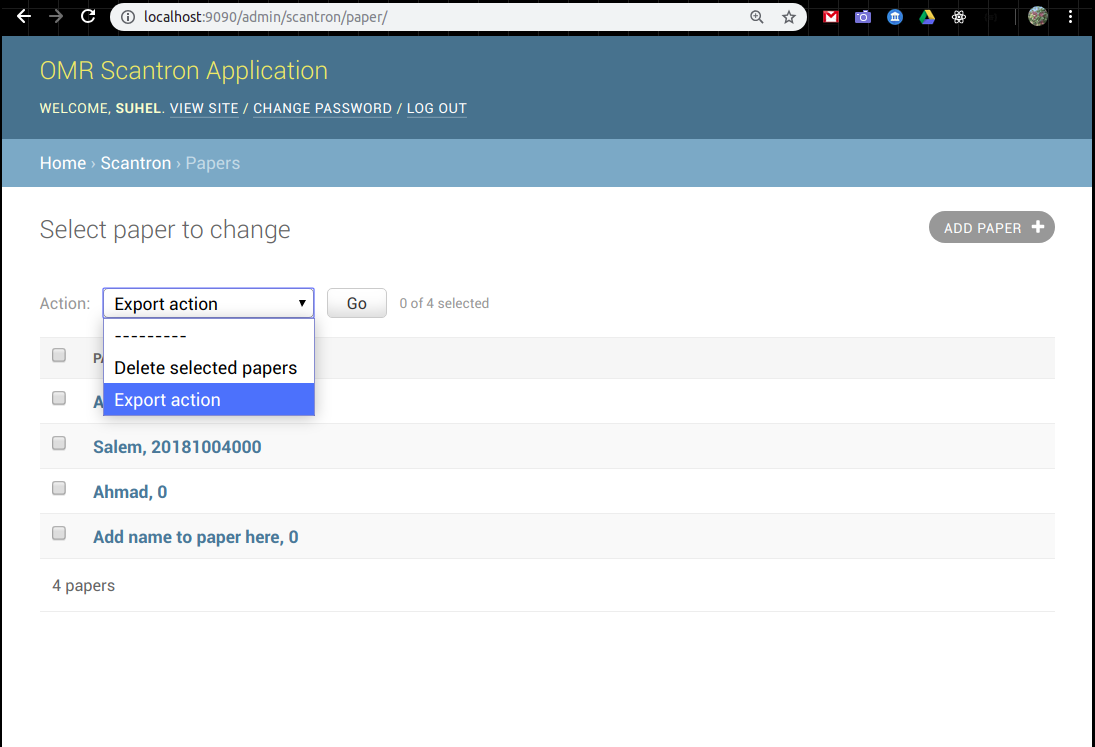 localhost:9090/admin/scantron/paper/
OMR Scantron Application
WELCOME, SUHEL. VIEW SITE / CHANGE PASSWORD / LOG OUT
Home › Scantron › Papers
Select paper to change
ADD PAPER +
Action: Export action Go 0 of 4 selected
---------
Delete selected papers
Export action
Salem, 20181004000
Ahmad, 0
Add name to paper here, 0
4 papers